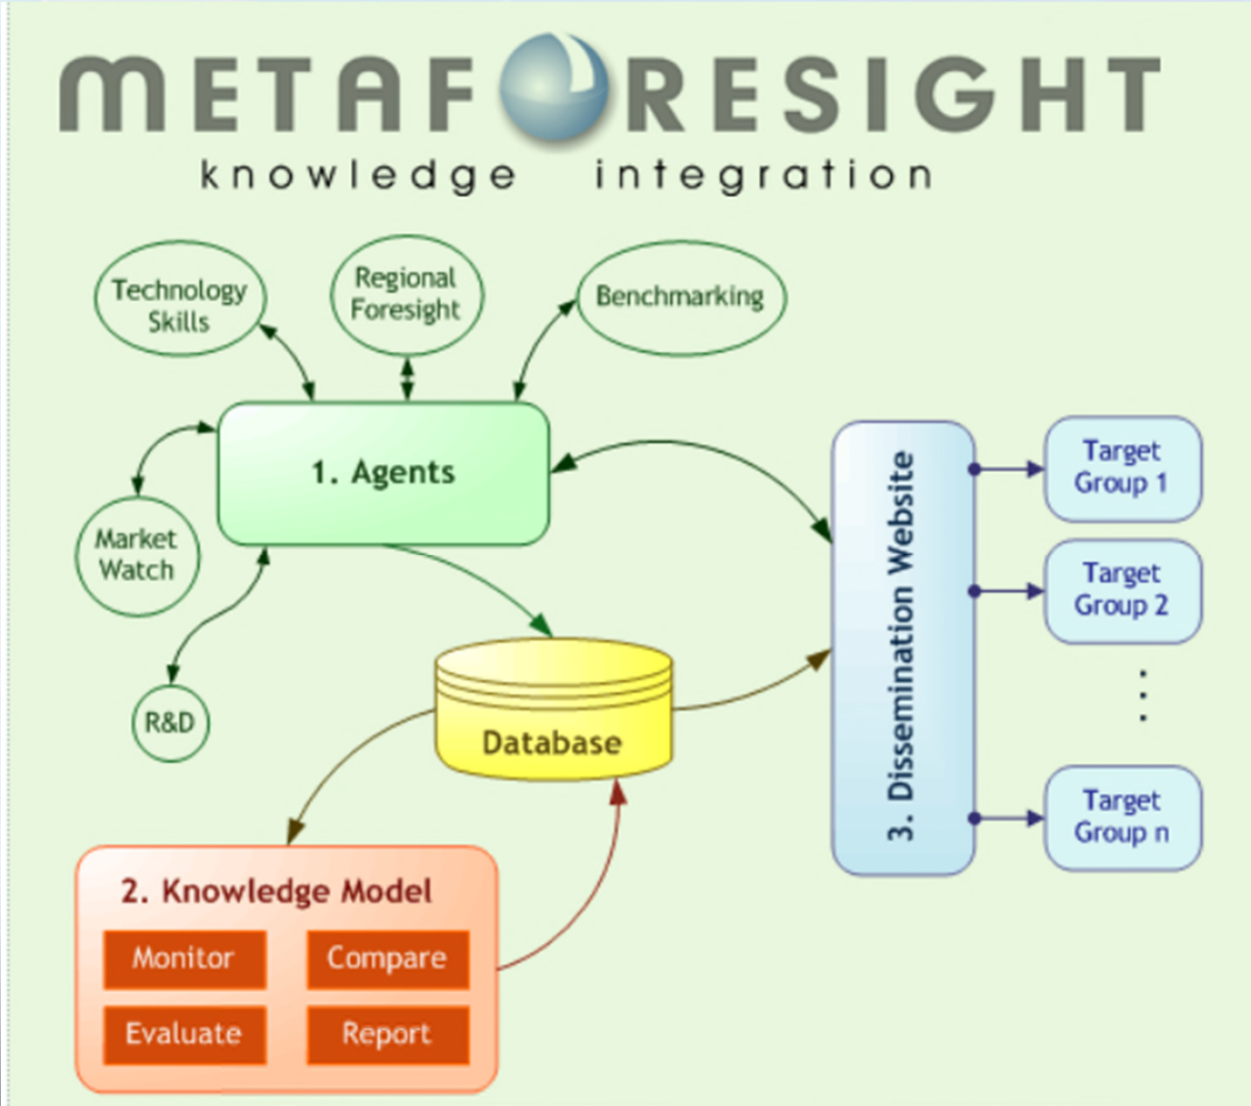 METAFORESIGHT
knowledge integration
Technology
Skills
Regional
Foresight
Benchmarking
1. Agents
Market
Watch
R&D
Database
2. Knowledge Model
Monitor
Compare
Evaluate
Report
3. Dissemination Website
Target
Group 1
Target
Group 2
Target
Group n